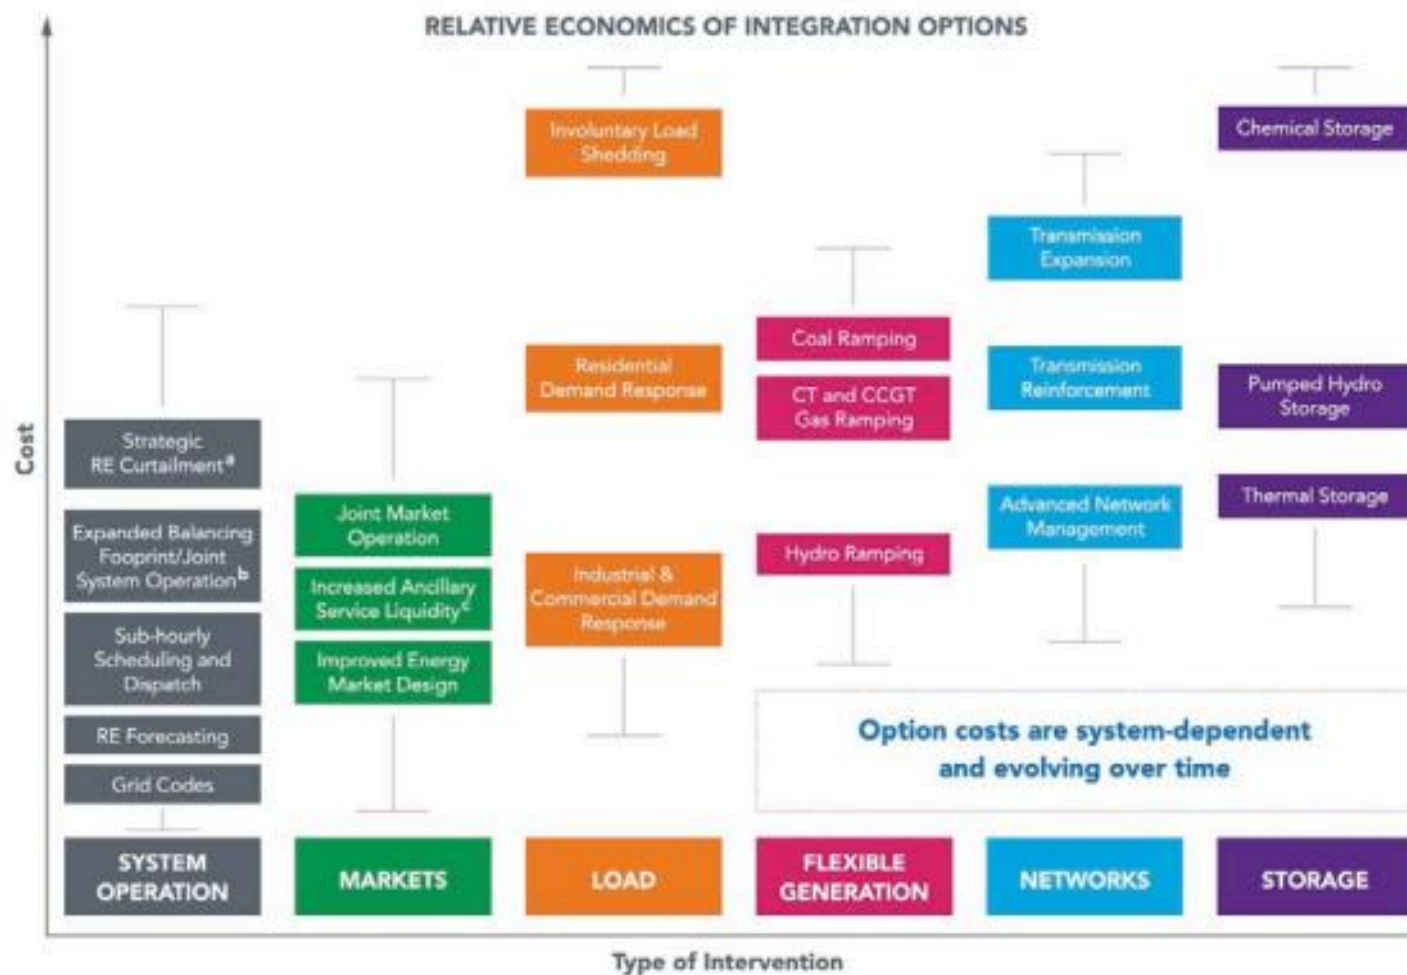 RELATIVE ECONOMICS OF INTEGRATION OPTIONS
Cost
Strategic
RE Curtailment a
Expanded Balancing
Fooprint/Joint
System Operation b
Sub-hourly
Scheduling and
Dispatch
RE Forecasting
Grid Codes
SYSTEM
OPERATION
Joint Market
Operation
Increased Ancillary
Service Liquidity c
Improved Energy
Market Design
MARKETS
Involuntary Load
Shedding
Residential
Demand Response
Industrial &
Commercial Demand
Response
LOAD
Coal Ramping
CT and CCGT
Gas Ramping
Hydro Ramping
FLEXIBLE
GENERATION
Transmission
Expansion
Transmission
Reinforcement
Advanced Network
Management
NETWORKS
Chemical Storage
Pumped Hydro
Storage
Thermal Storage
STORAGE
Option costs are system-dependent
and evolving over time
Type of Intervention